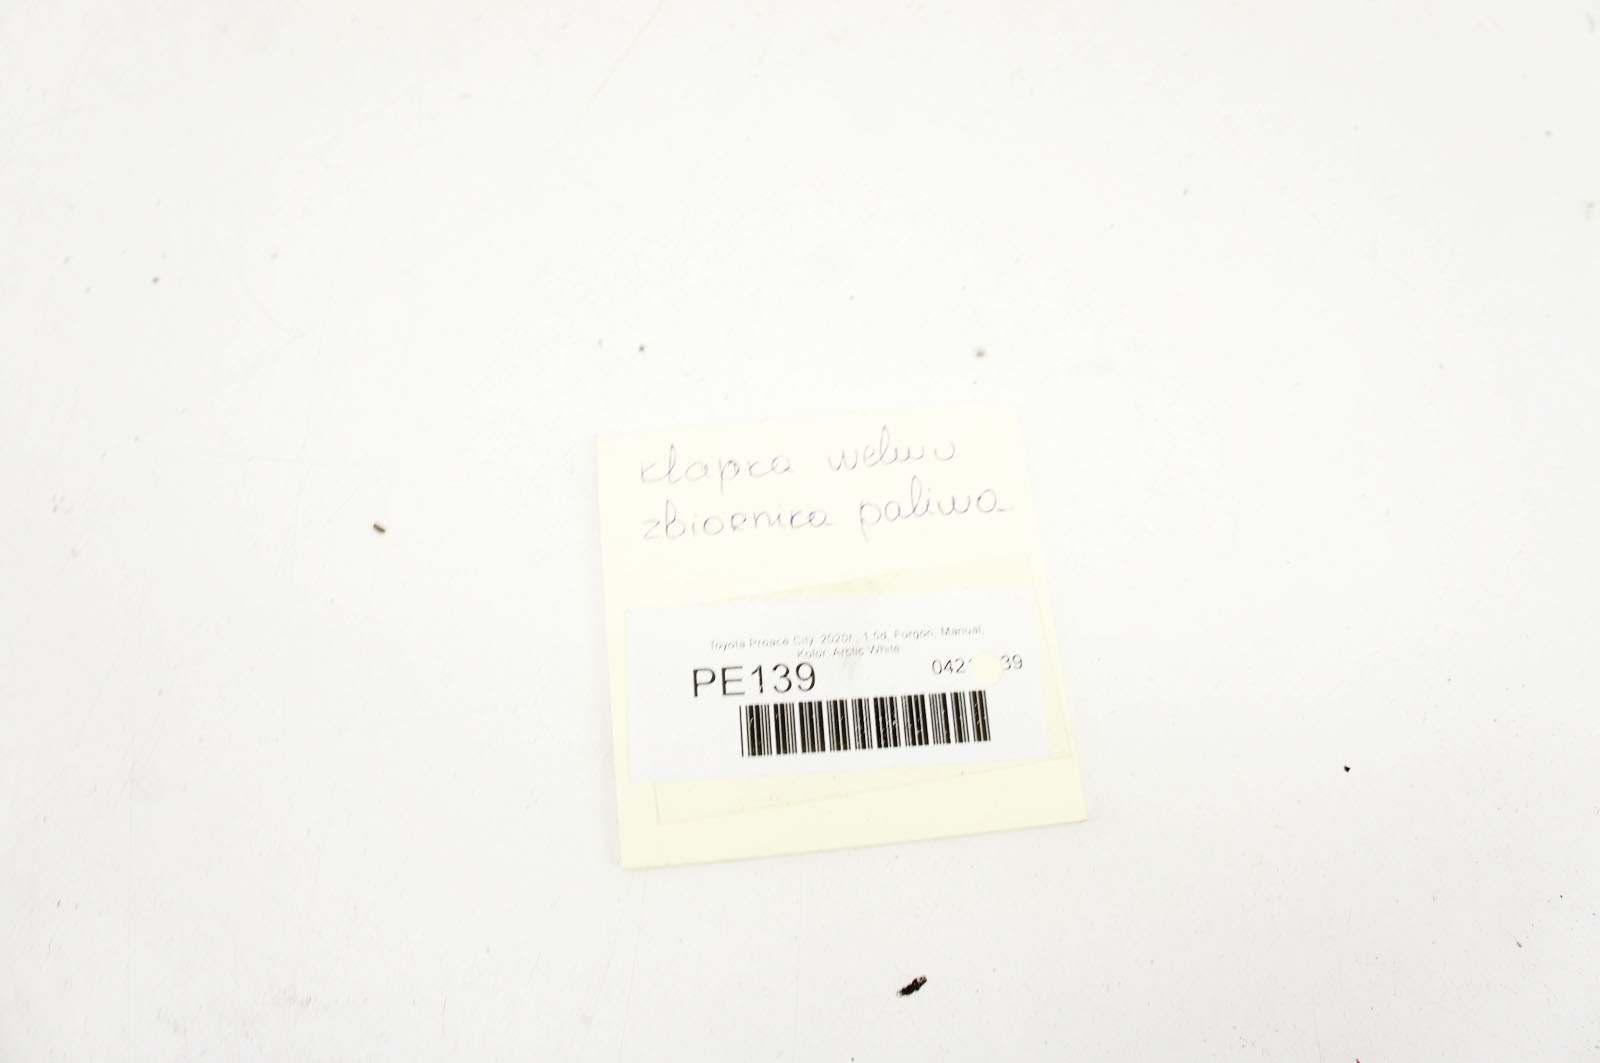 klapka wlewu
zbiornika paliwa
Toyota Proace City, 2020r., 1.5d, Furgon, Manual,
Kolor: Arctic White
PE139